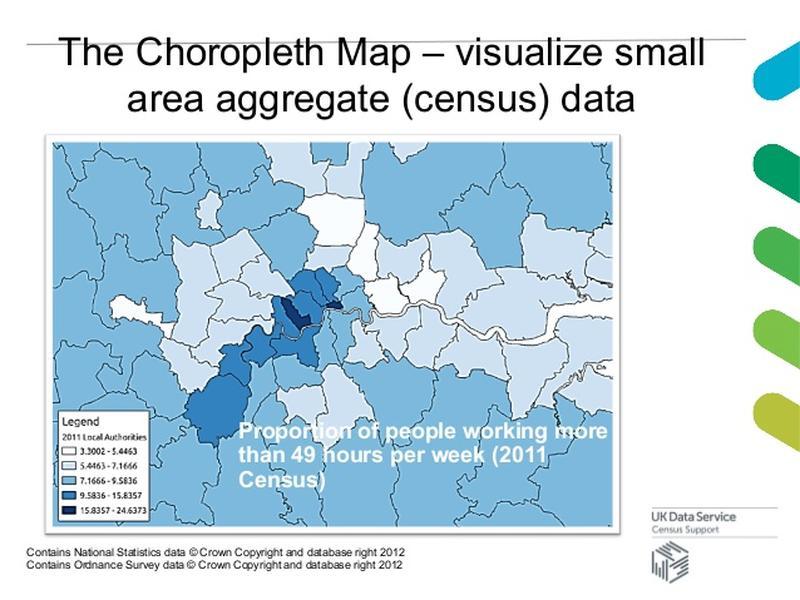 The Choropleth Map – visualize small
area aggregate (census) data
Legend
2011 Local Authorities
3.3002 - 5.4463
5.4463 - 7.1666
7.1666 - 9.5836
9.5836 - 15.8357
15.8357 - 24.6373
Proportion of people working more
than 49 hours per week (2011
Census)
UK Data Service
Census Support
Contains National Statistics data © Crown Copyright and database right 2012
Contains Ordnance Survey data © Crown Copyright and database right 2012